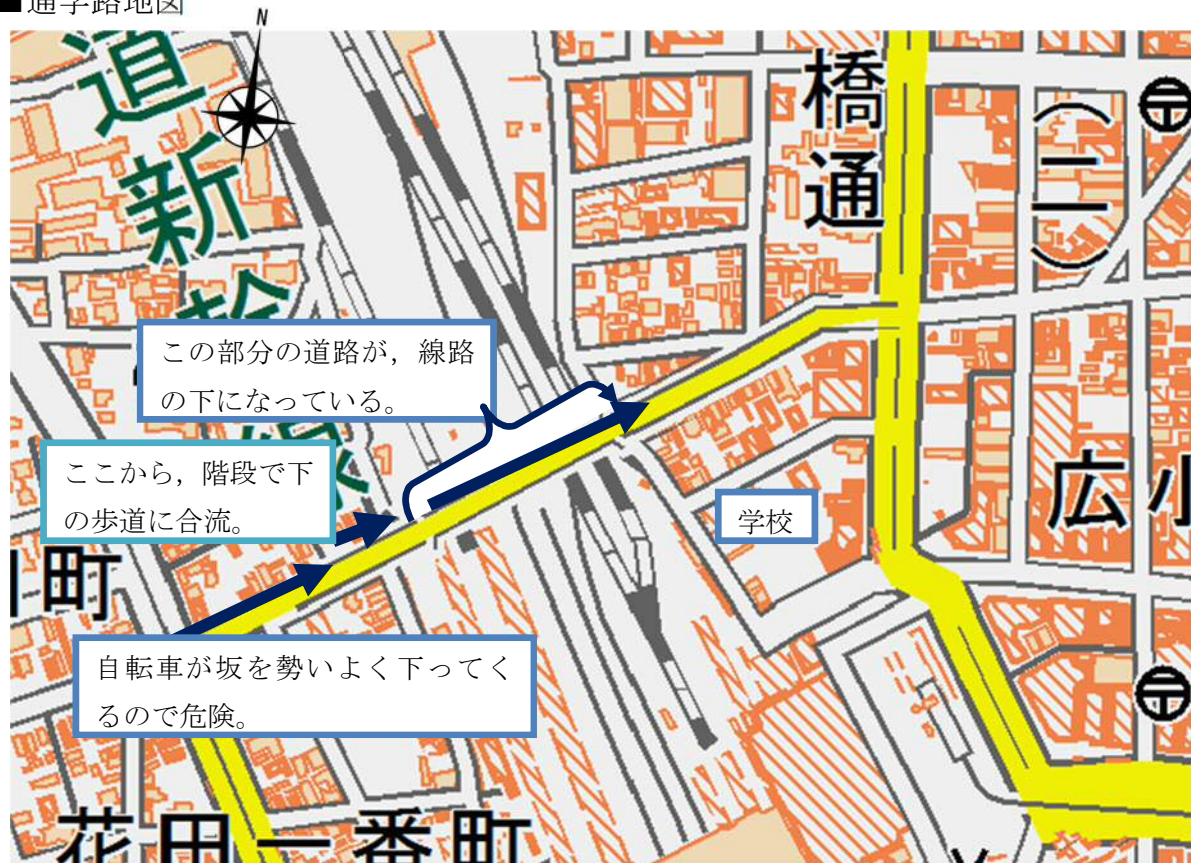 ■通学路地図
N
道新幹線
橋通
(二)
この部分の道路が，線路
の下になっている。
ここから，階段で下
の歩道に合流。
学校
広小
町
自転車が坂を勢いよく下ってく
るので危険。
花田一番町